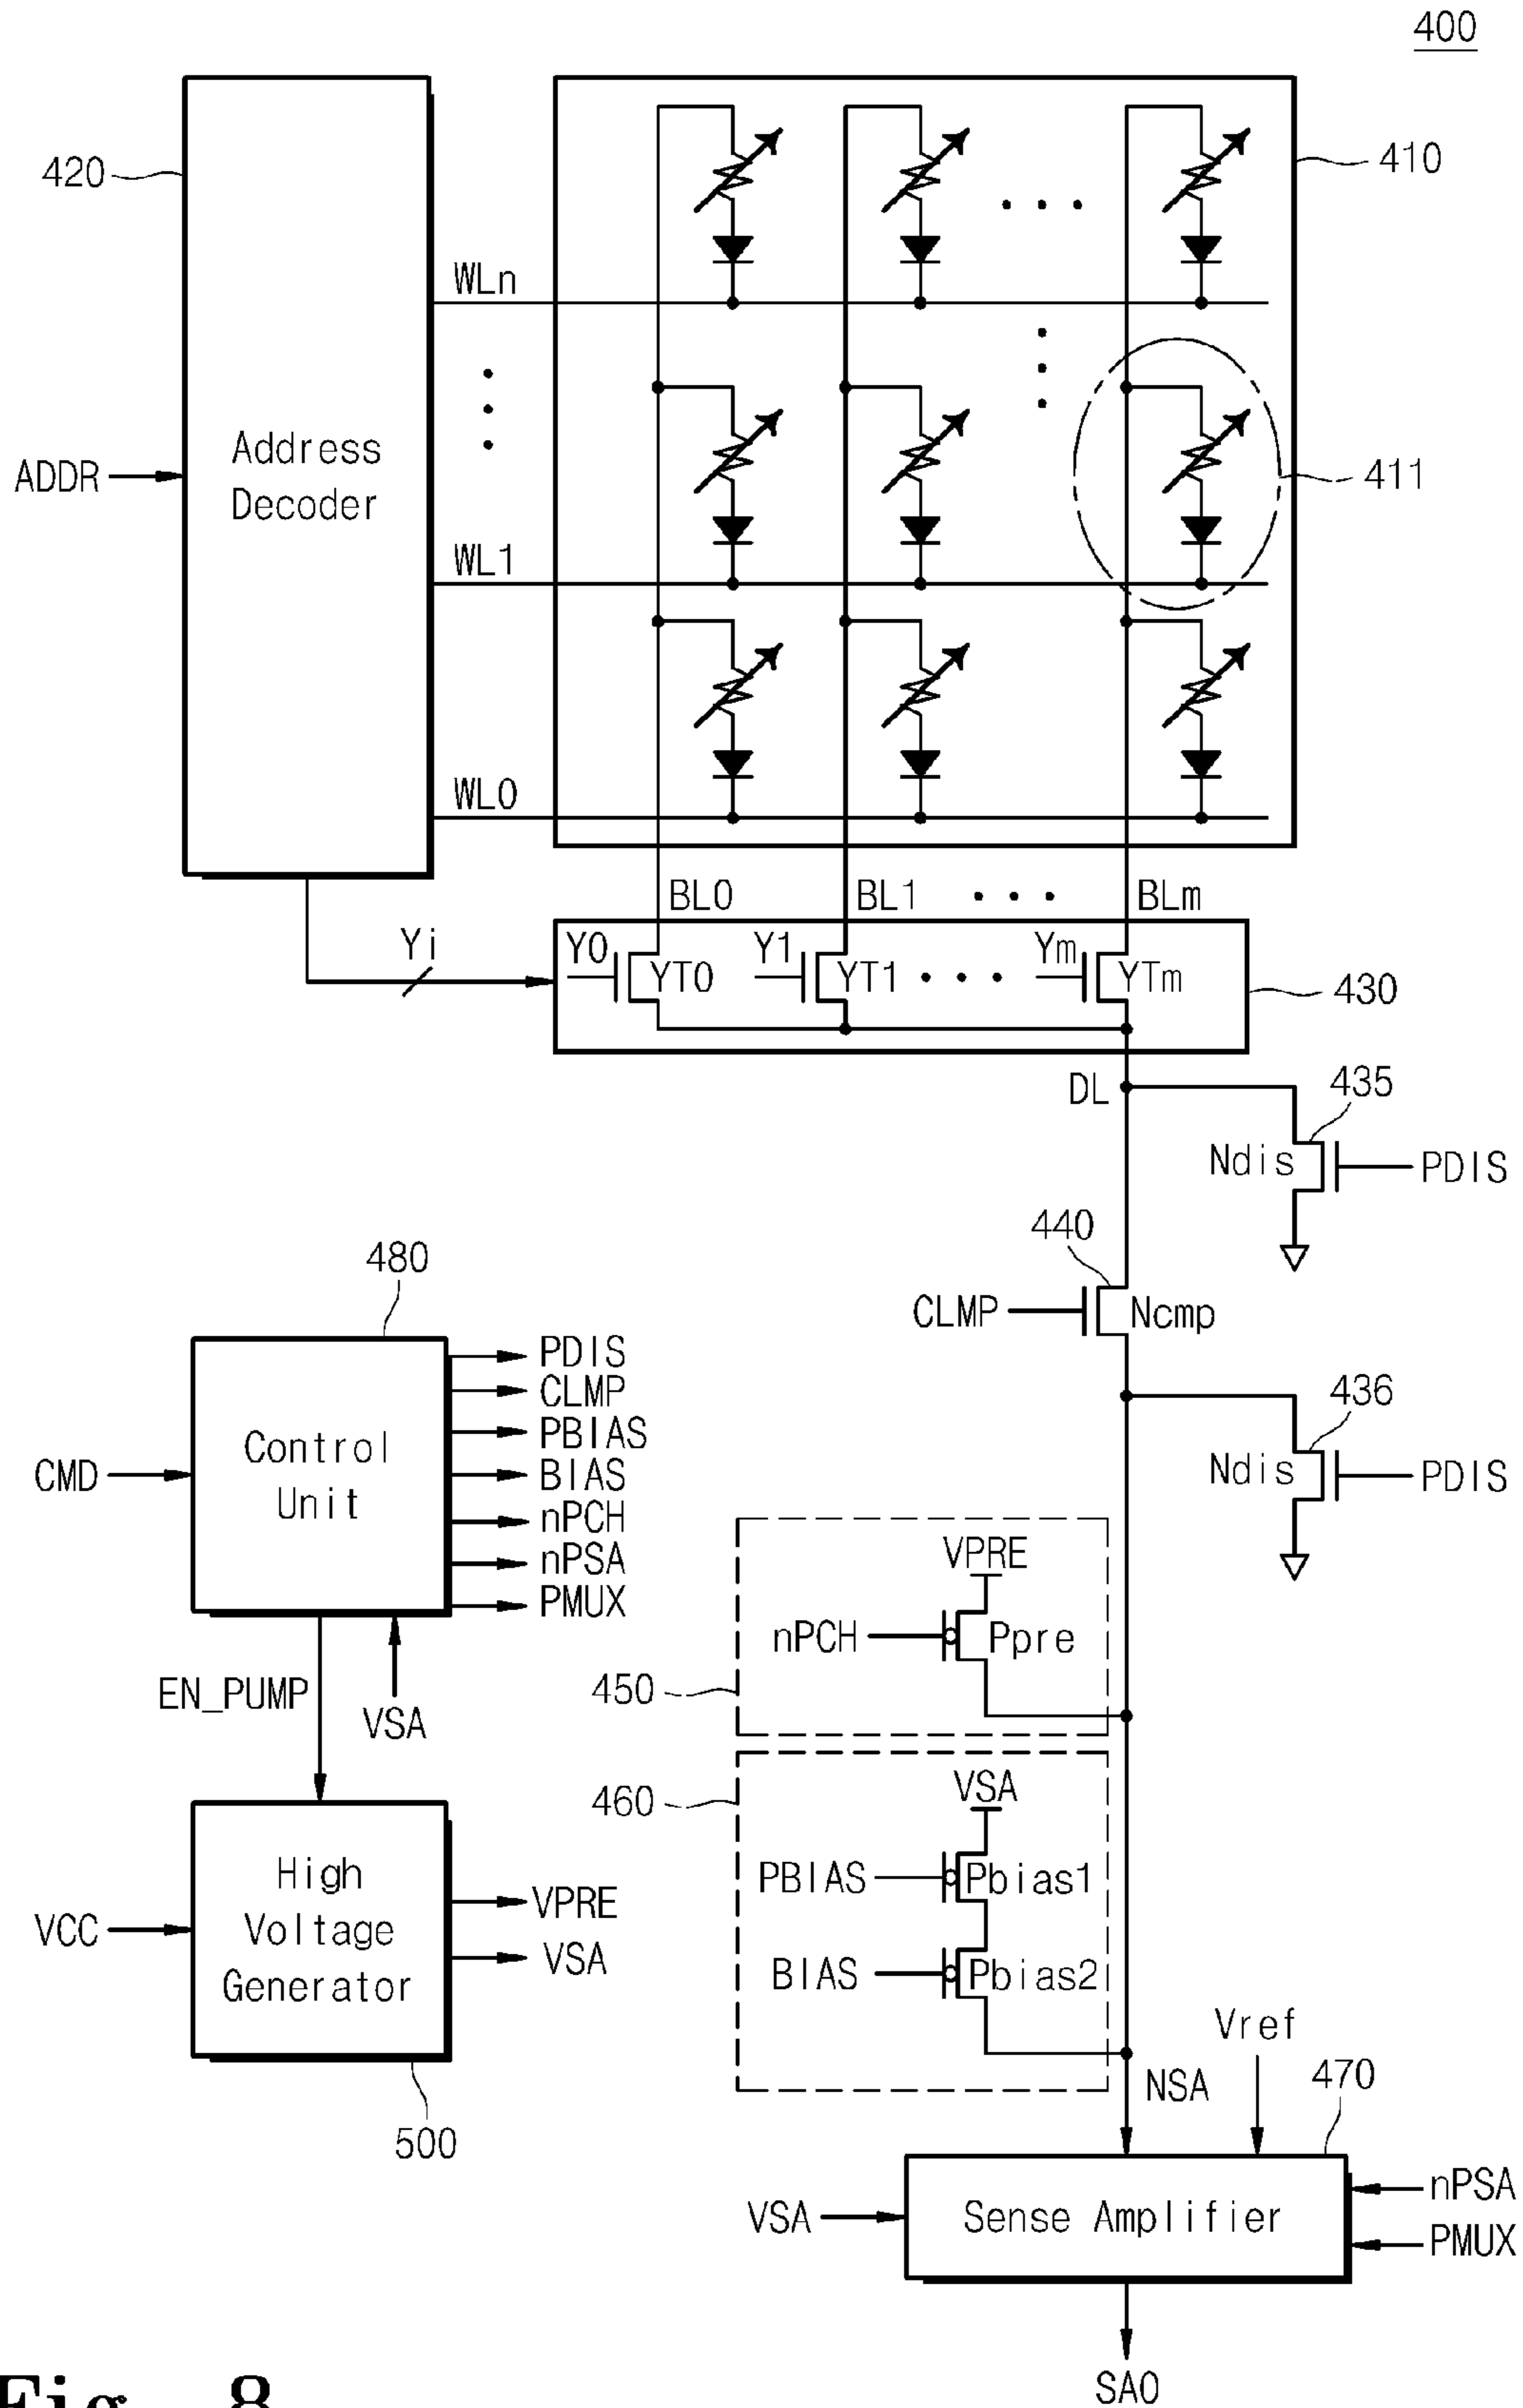 400
420
410
WLn
Address
Decoder
ADDR
411
WL1
WL0
BL0
BL1
BLm
Yi
Y0
YT0
Y1
YT1
Ym
YTm
430
DL
435
Ndis
PDIS
440
CLMP
Ncmp
480
PDIS
CLMP
PBIAS
BIAS
nPCH
nPSA
PMUX
Control
Unit
CMD
436
Ndis
PDIS
VPRE
nPCH
Ppre
450
EN_PUMP
VSA
460
VSA
PBIAS
Pbias1
BIAS
Pbias2
High
Voltage
Generator
VCC
VPRE
VSA
500
Vref
NSA
470
VSA
Sense Amplifier
nPSA
PMUX
SAO
Fig. 8